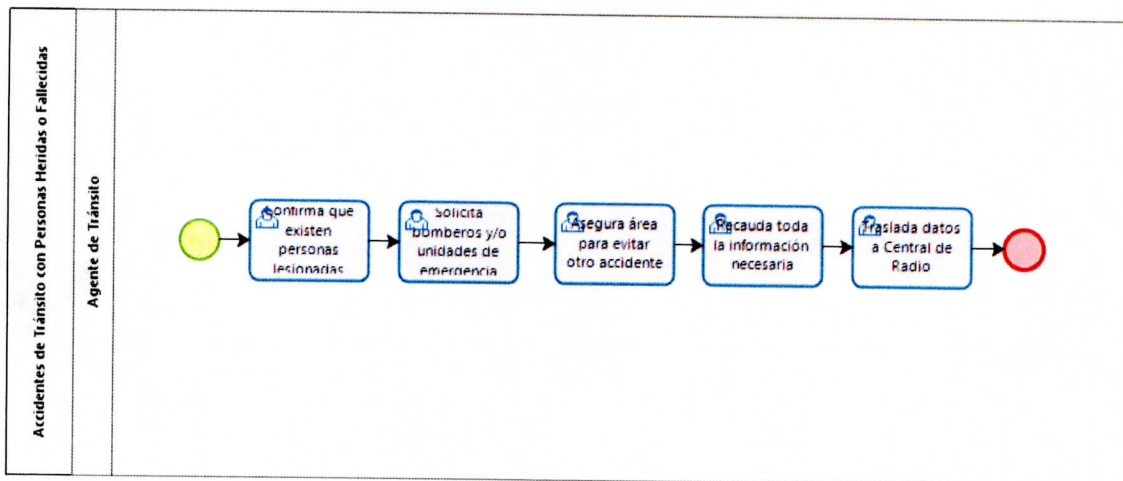 Accidentes de Tránsito con Personas Heridas o Fallecidas
Agente de Tránsito
Confirma que
existen
personas
lesionadas
Solicita
bomberos y/o
unidades de
emergencia
Asegura área
para evitar
otro accidente
Recauda toda
la información
necesaria
Traslada datos
a Central de
Radio